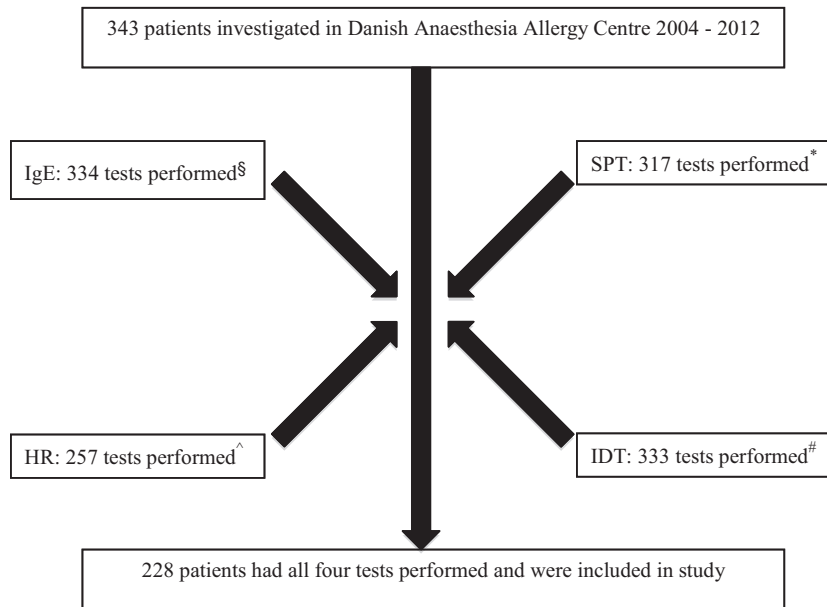 343 patients investigated in Danish Anaesthesia Allergy Centre 2004 - 2012
IgE: 334 tests performed§
SPT: 317 tests performed*
HR: 257 tests performed^
IDT: 333 tests performed#
228 patients had all four tests performed and were included in study